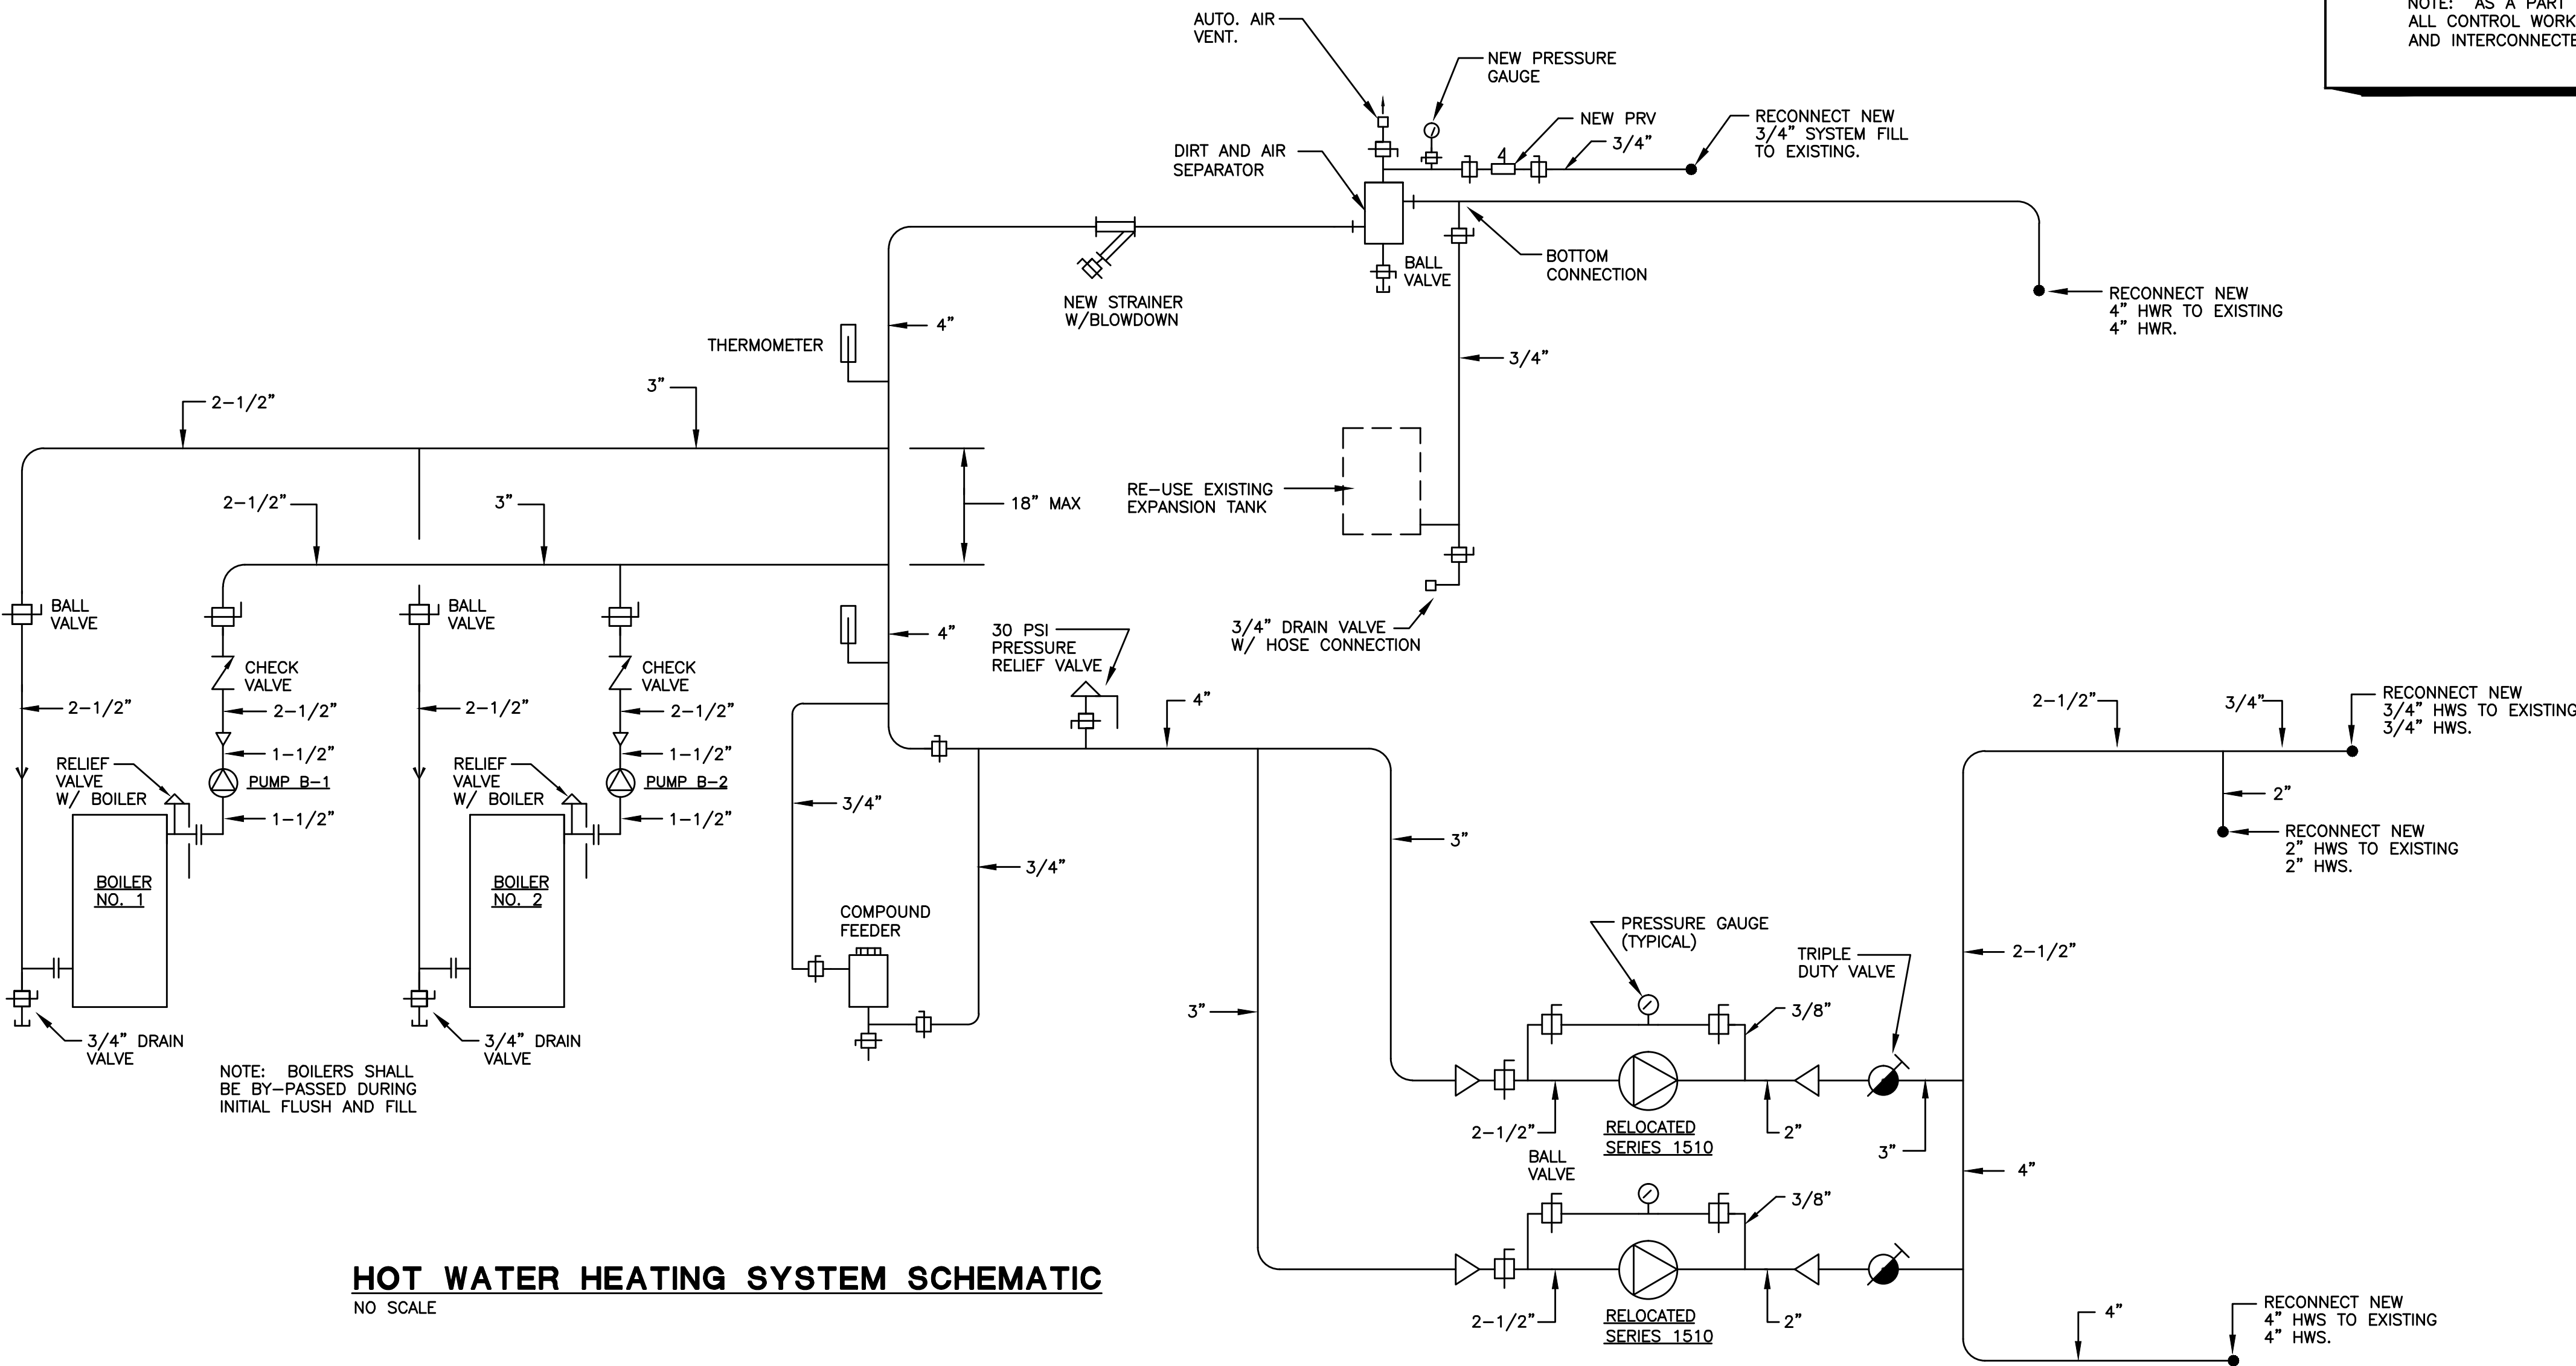 NOTE: AS A PART
ALL CONTROL WORK
AND INTERCONNECTE
AUTO. AIR
VENT.
NEW PRESSURE
GAUGE
NEW PRV
3/4"
4
RECONNECT NEW
3/4" SYSTEM FILL
TO EXISTING.
DIRT AND AIR
SEPARATOR
BALL
VALVE
BOTTOM
CONNECTION
NEW STRAINER
W/BLOWDOWN
RECONNECT NEW
4" HWR TO EXISTING
4" HWR.
THERMOMETER
4"
3/4"
2-1/2"
3"
2-1/2"
3"
18" MAX
RE-USE EXISTING
EXPANSION TANK
3/4" DRAIN VALVE
W/ HOSE CONNECTION
BALL
VALVE
BALL
VALVE
4"
30 PSI
PRESSURE
RELIEF VALVE
CHECK
VALVE
CHECK
VALVE
2-1/2"
2-1/2"
2-1/2"
2-1/2"
4"
1-1/2"
1-1/2"
RELIEF
VALVE
W/ BOILER
PUMP B-1
RELIEF
VALVE
W/ BOILER
PUMP B-2
1-1/2"
1-1/2"
3/4"
3"
3/4"
BOILER
NO. 1
BOILER
NO. 2
COMPOUND
FEEDER
3/4" DRAIN
VALVE
3/4" DRAIN
VALVE
NOTE: BOILERS SHALL
BE BY-PASSED DURING
INITIAL FLUSH AND FILL
2-1/2"
3/4"
RECONNECT NEW
3/4" HWS TO EXISTING
3/4" HWS.
2"
RECONNECT NEW
2" HWS TO EXISTING
2" HWS.
PRESSURE GAUGE
(TYPICAL)
TRIPLE
DUTY VALVE
2-1/2"
3"
3/8"
2-1/2"
RELOCATED
SERIES 1510
2"
3"
BALL
VALVE
4"
3/8"
2-1/2"
RELOCATED
SERIES 1510
2"
4"
RECONNECT NEW
4" HWS TO EXISTING
4" HWS.
HOT WATER HEATING SYSTEM SCHEMATIC
NO SCALE